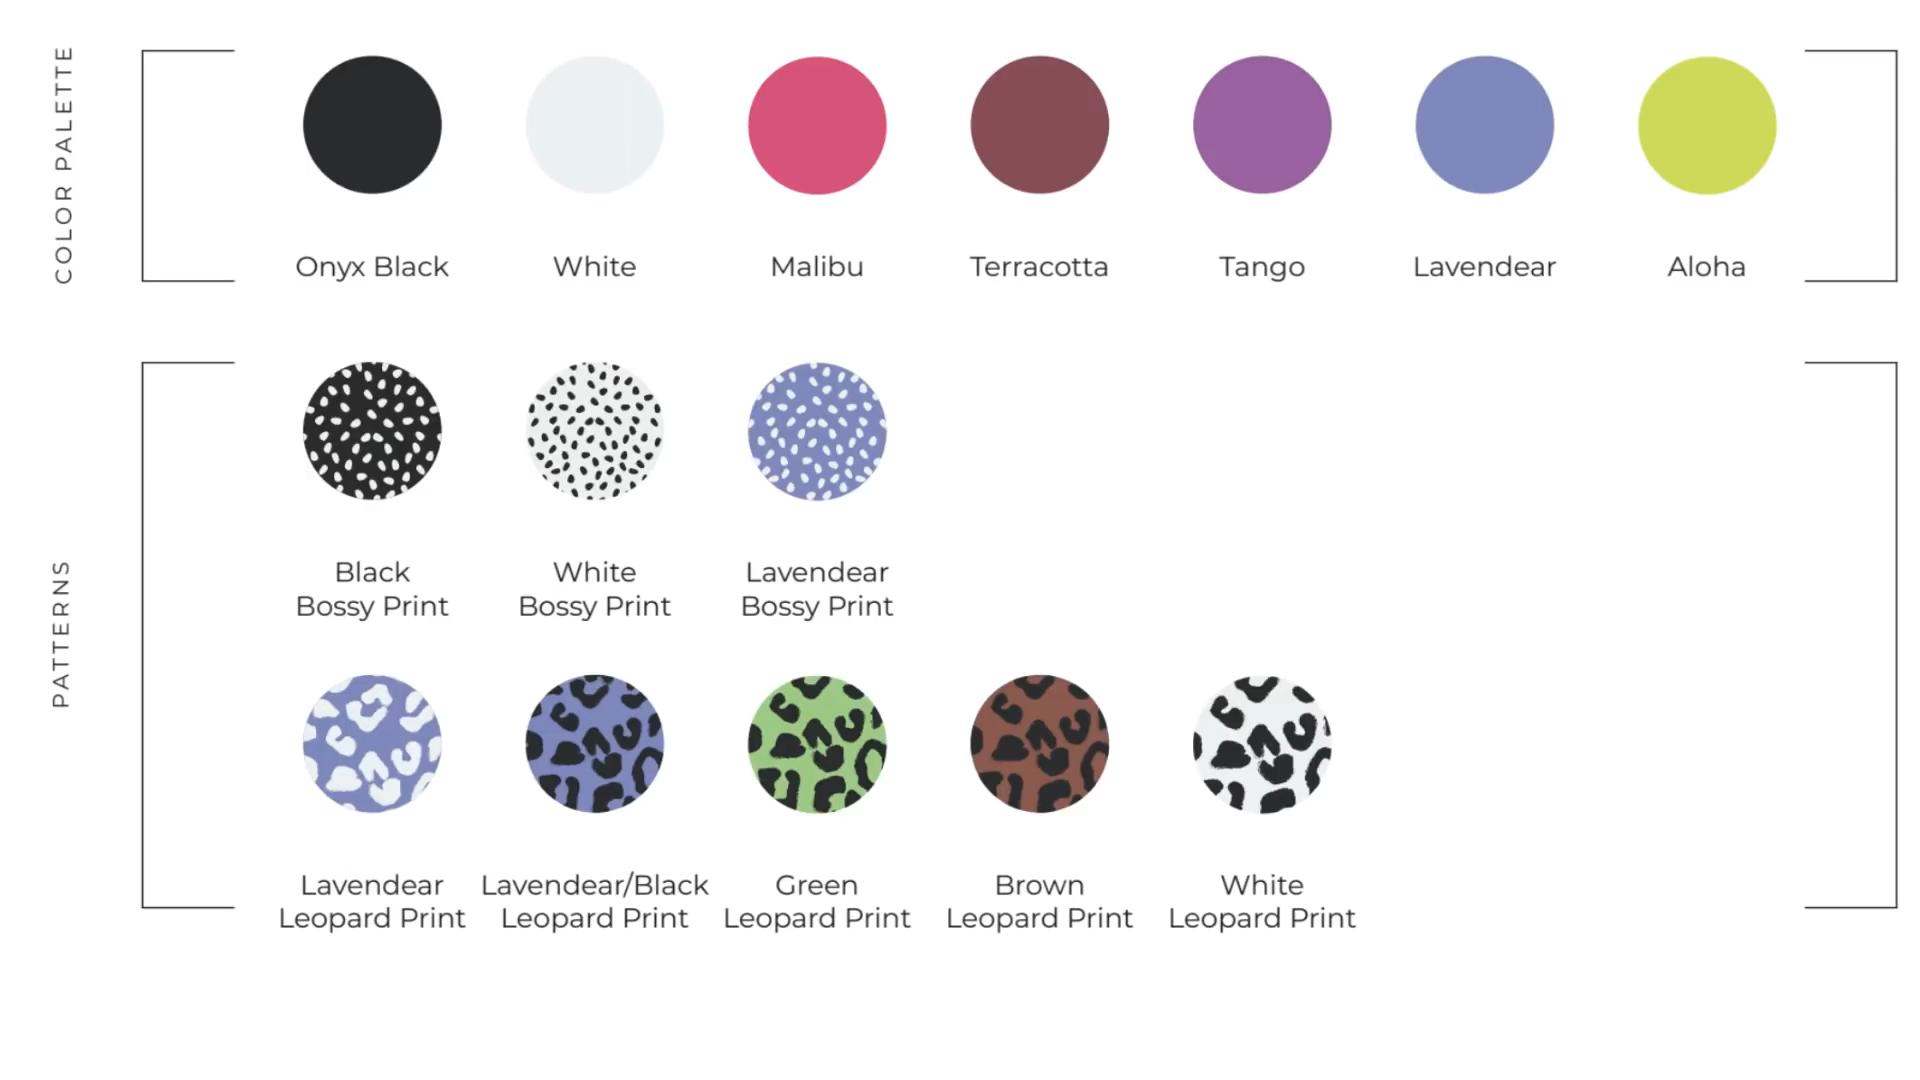 COLOR PALETTE
Onyx Black
White
Malibu
Terracotta
Tango
Lavendear
Aloha
PATTERNS
Black
Bossy Print
White
Bossy Print
Lavendear
Bossy Print
Lavendear
Leopard Print
Lavendear/Black
Leopard Print
Green
Leopard Print
Brown
Leopard Print
White
Leopard Print